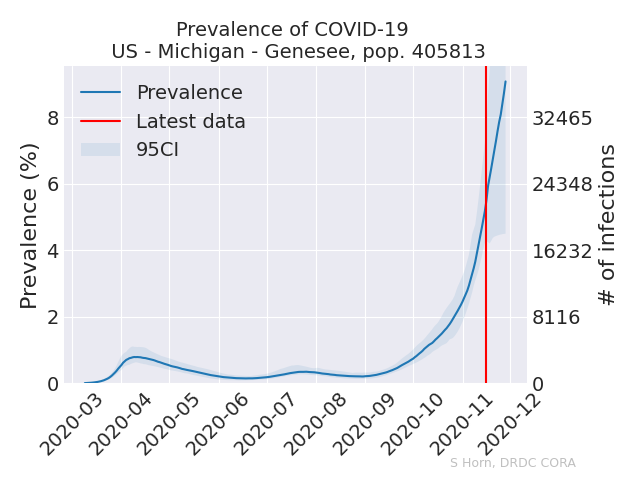 Prevalence of COVID-19
US - Michigan - Genesee, pop. 405813
Prevalence
Latest data
95CI
Prevalence (%)
8
6
4
2
0
32465
24348
16232
8116
0
# of infections
2020-03
2020-04
2020-05
2020-06
2020-07
2020-08
2020-09
2020-10
2020-11
2020-12
S Horn, DRDC CORA